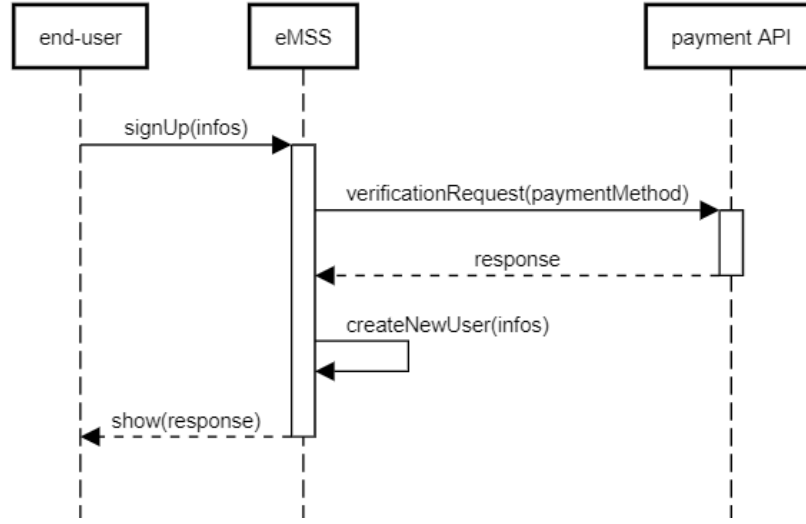 end-user
eMSS
payment API
signUp(infos)
verificationRequest(paymentMethod)
response
createNewUser(infos)
show(response)